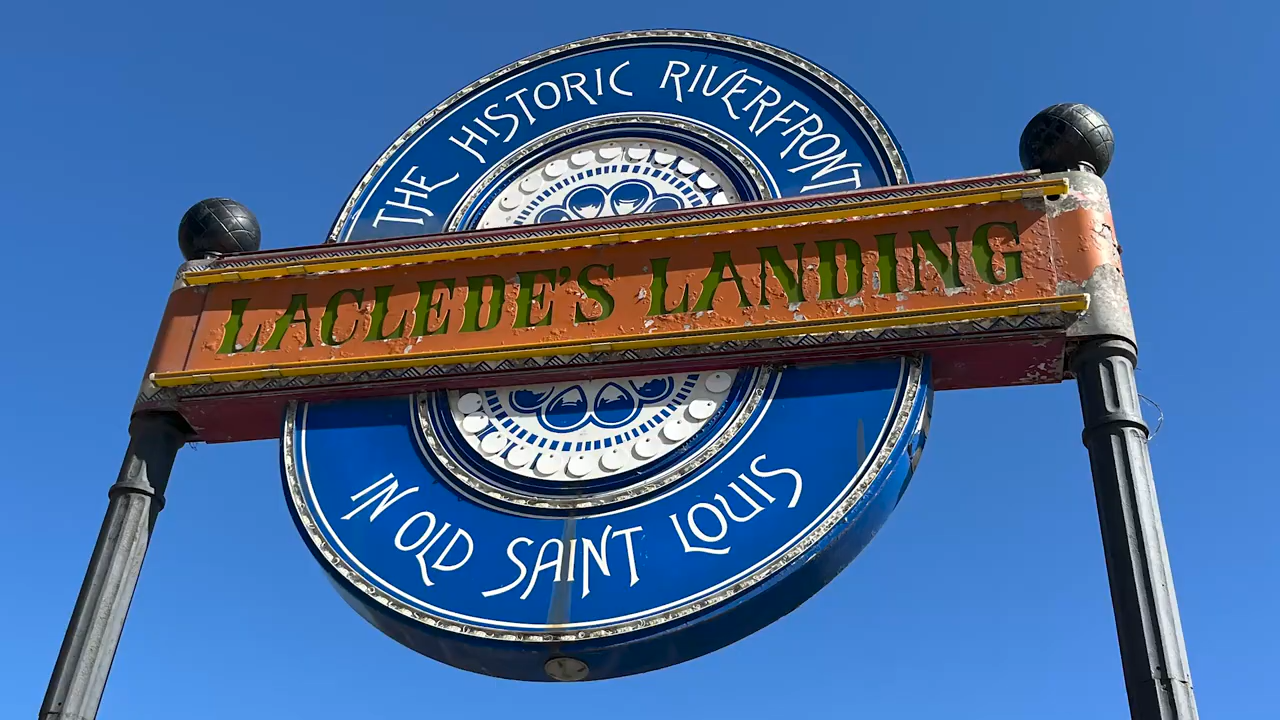 THE HISTORIC RIVERFRONT
LACLEDE'S LANDING
IN OLD SAINT LOUIS